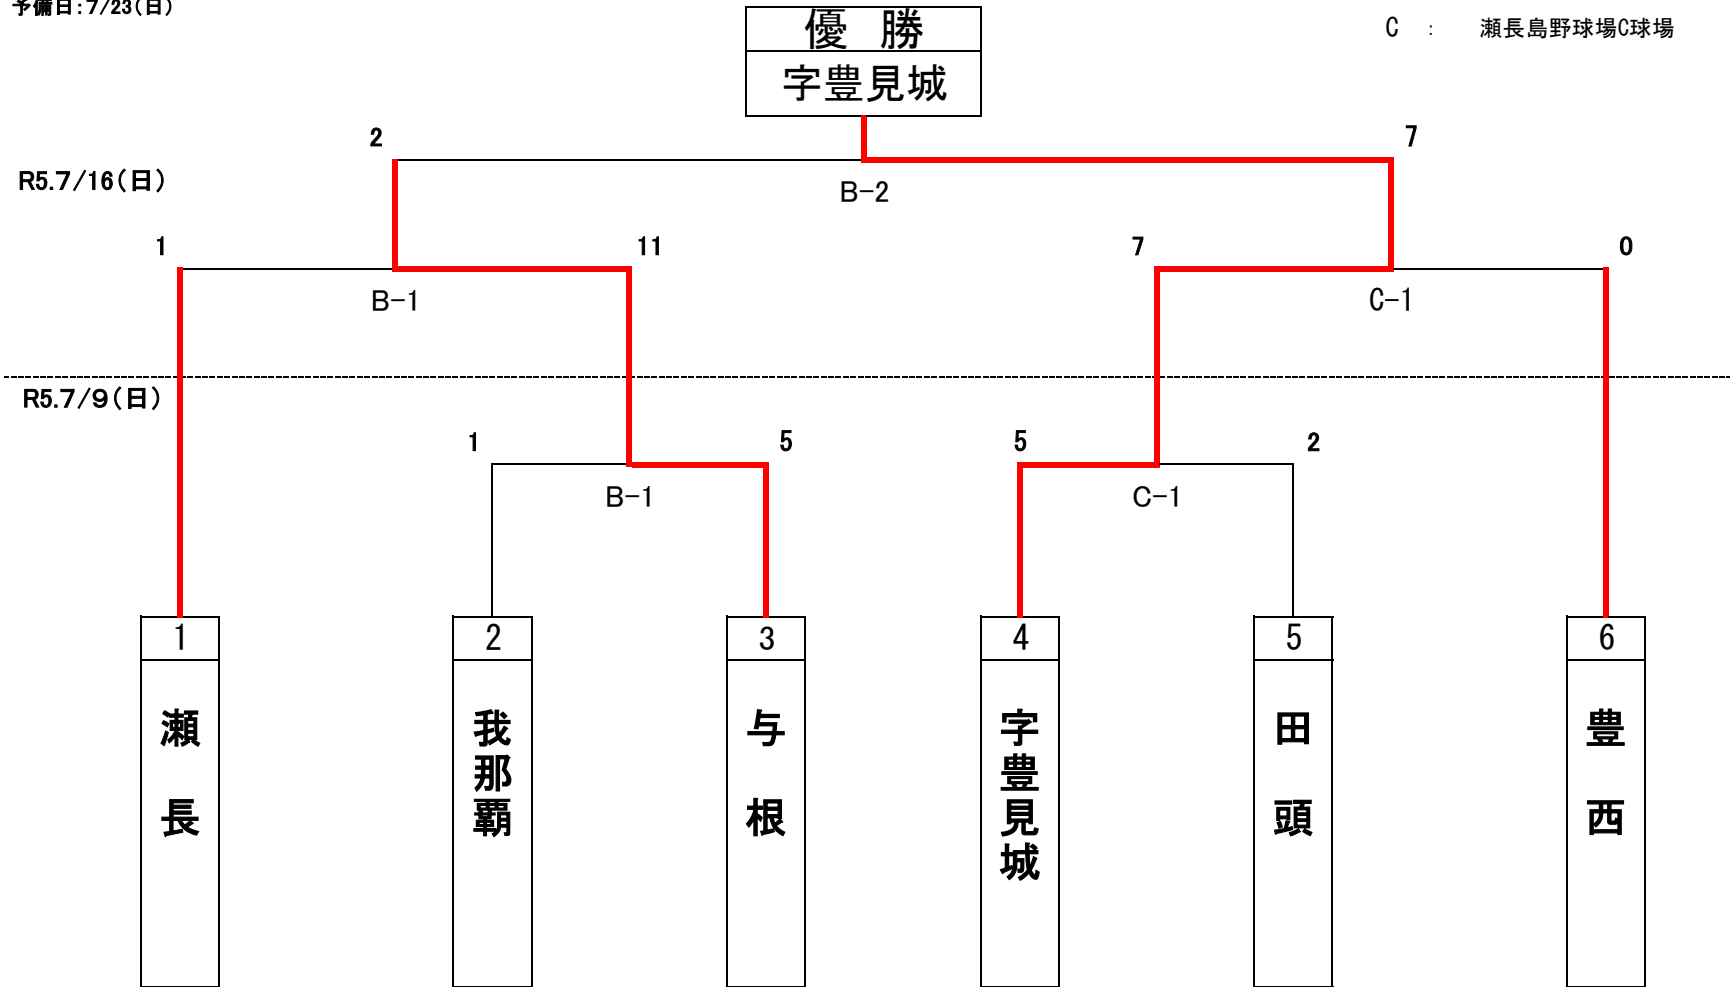 予備日：7/23（日）
優　勝
C　：　瀬長島野球場C球場
字豊見城
2
7
R5.7/16（日）
B－2
1
11
7
0
B－1
C－1
R5.7/9（日）
1
5
5
2
B－1
C－1
1
2
3
4
5
6
瀬長
我那覇
与根
字豊見城
田頭
豊西